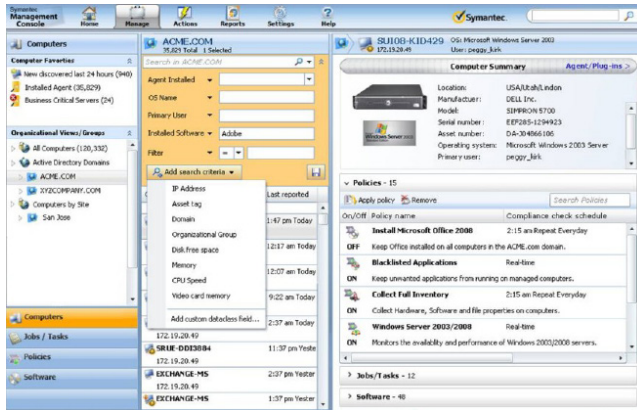 Symantec
Management
Console
Home
Manage
Actions
Reports
Settings
Help
Symantec.
Computers
Computer Favorties
New discovered last 24 hours (940)
Instaled Agent (35,829)
Business Critical Servers (24)
Organizational Views/Groups
All Computers (120,332)
Active Directory Domains
ACME.COM
XYZCOMPANY.COM
Computers by Site
San Jose
Computers
Jobs / Tasks
Policies
Software
ACME.COM
35,829 Total 1 Selected
Search in ACME.COM
Agent Installed
OS Name
Primary User
Installed Software
Adobe
Filter
=
Add search criteria
IP Address
Asset tag
Domain
Organizational Group
Disk free space
Memory
CPU Speed
Video card memory
Add custom dataclass field...
Last reported
1:47 pm Today
12:17 am Today
12:07 am Today
9:22 am Today
2:37 am Today
172.19.20.49
SRUE-DDI3884 11:37 pm Yester
172.19.20.49
EXCHANGE-MS 2:37 pm Yester
172.19.20.49
EXCHANGE-MS 1:37 pm Yester
SUI08-KID429 OS: Microsoft Windows Server 2003
172.19.20.49 User: peggy_kirk
Computer Summary Agent/Plug-ins >
Location: USA/Utah/Lindon
Manufactuer: DELL Inc.
Model: SIMPRON 5700
Serial number: EEF285-1294923
Asset number: DA-304866106
Operating system: Microsoft Windows 2003 Server
Primary user: peggy_kirk
Policies - 15
Apply policy Remove Search Policies
On/Off Policy name Compliance check schedule
Install Microsoft Office 2008 2:15 am Repeat Everyday
OFF Keep Office installed on all computers in the ACME.com domain.
Blacklisted Applications Real-time
ON Keep unwanted applications from running on managed computers.
Collect Full Inventory 2:15 am Repeat Everyday
ON Collect Hardware, Software and file properties on computers.
Windows Server 2003/2008 Real-time
ON Monitors the availablity and performance of Windows 2003/2008 servers.
Jobs/Tasks - 12
Software - 40